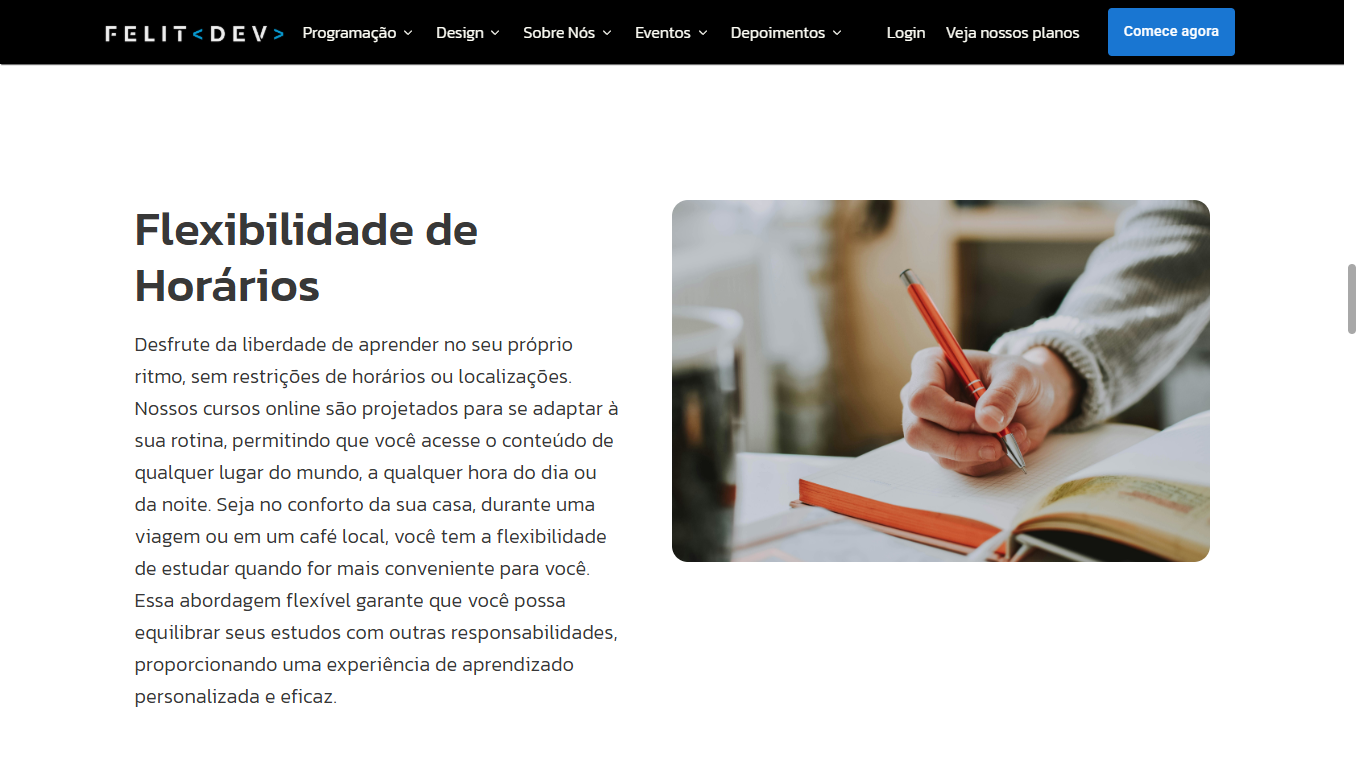 FELIT<DEV> Programação Design Sobre Nós Eventos Depoimentos Login Veja nossos planos Comece agora
Flexibilidade de
Horários
Desfrute da liberdade de aprender no seu próprio
ritmo, sem restrições de horários ou localizações.
Nossos cursos online são projetados para se adaptar à
sua rotina, permitindo que você acesse o conteúdo de
qualquer lugar do mundo, a qualquer hora do dia ou
da noite. Seja no conforto da sua casa, durante uma
viagem ou em um café local, você tem a flexibilidade
de estudar quando for mais conveniente para você.
Essa abordagem flexível garante que você possa
equilibrar seus estudos com outras responsabilidades,
proporcionando uma experiência de aprendizado
personalizada e eficaz.